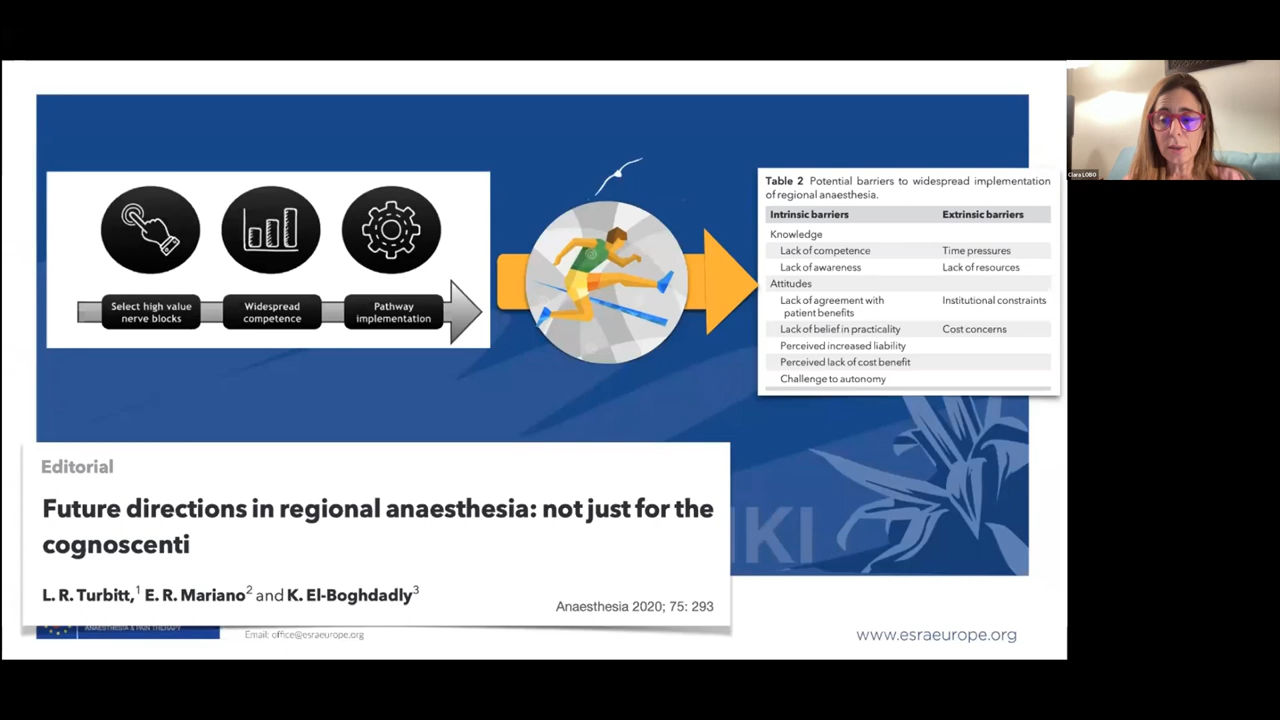 Select high value
nerve blocks
Widespread
competence
Pathway
implementation
Table 2 Potential barriers to widespread implementation
of regional anaesthesia.
Intrinsic barriers Extrinsic barriers
Knowledge
Lack of competence Time pressures
Lack of awareness Lack of resources
Attitudes
Lack of agreement with Institutional constraints
patient benefits
Lack of belief in practicality Cost concerns
Perceived increased liability
Perceived lack of cost benefit
Challenge to autonomy
Clara LOBO
Editorial
Future directions in regional anaesthesia: not just for the
cognoscenti
L. R. Turbitt,1 E. R. Mariano2 and K. El-Boghdadly3
Anaesthesia 2020; 75: 293
Email: office@esraeurope.org
www.esraeurope.org